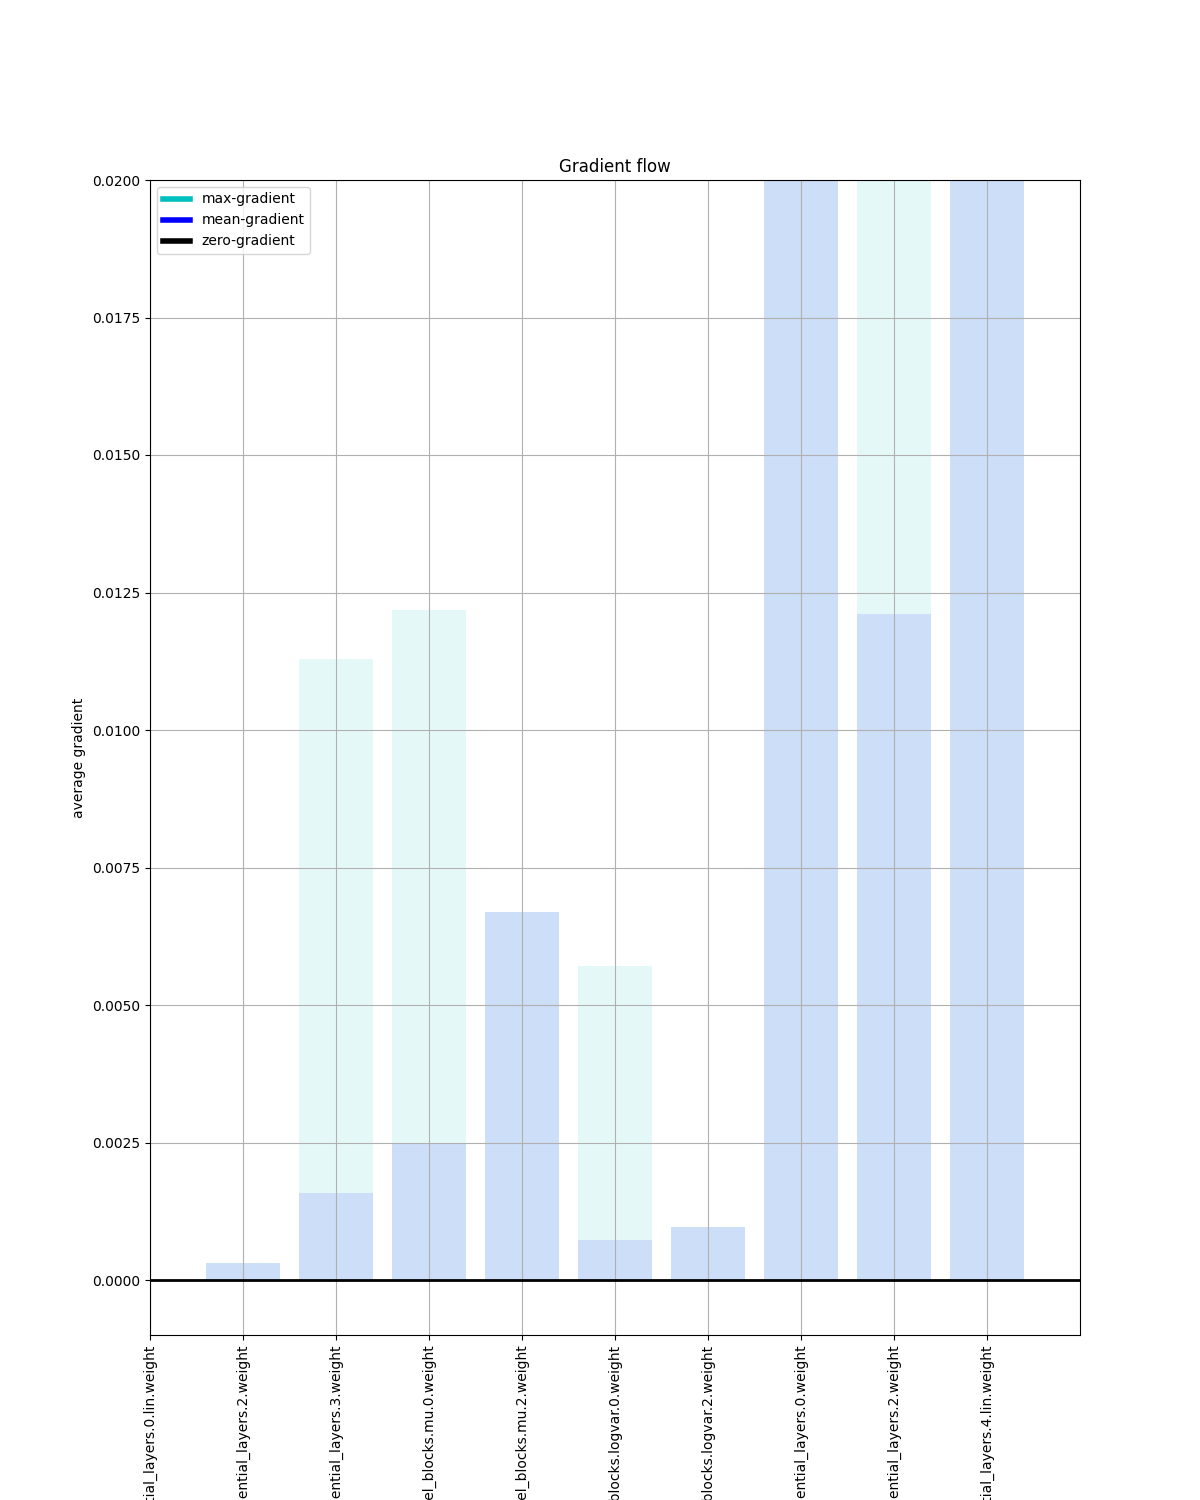 Gradient flow
max-gradient
mean-gradient
zero-gradient
average gradient
0.0200
0.0175
0.0150
0.0125
0.0100
0.0075
0.0050
0.0025
0.0000
tial_layers.0.lin.weight
ential_layers.2.weight
ential_layers.3.weight
el_blocks.mu.0.weight
el_blocks.mu.2.weight
blocks.logvar.0.weight
blocks.logvar.2.weight
ential_layers.0.weight
ential_layers.2.weight
tial_layers.4.lin.weight